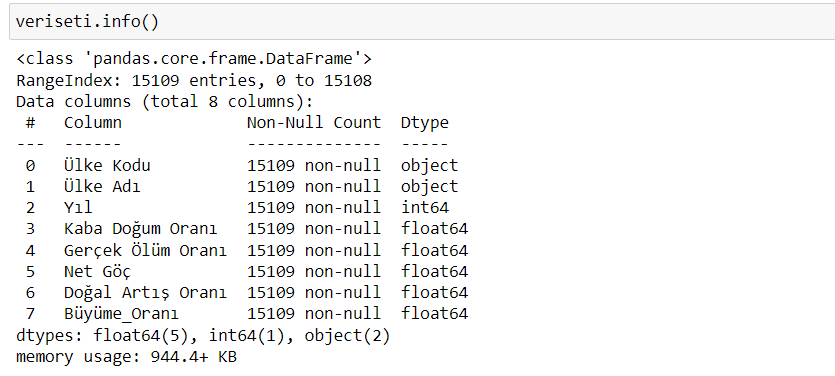 veriseti.info()
<class 'pandas.core.frame.DataFrame'>
RangeIndex: 15109 entries, 0 to 15108
Data columns (total 8 columns):
 #   Column              Non-Null Count  Dtype
---  ------              --------------  -----
 0   Ülke Kodu           15109 non-null  object
 1   Ülke Adı            15109 non-null  object
 2   Yıl                 15109 non-null  int64
 3   Kaba Doğum Oranı    15109 non-null  float64
 4   Gerçek Ölüm Oranı   15109 non-null  float64
 5   Net Göç             15109 non-null  float64
 6   Doğal Artış Oranı   15109 non-null  float64
 7   Büyüme_Oranı        15109 non-null  float64
dtypes: float64(5), int64(1), object(2)
memory usage: 944.4+ KB